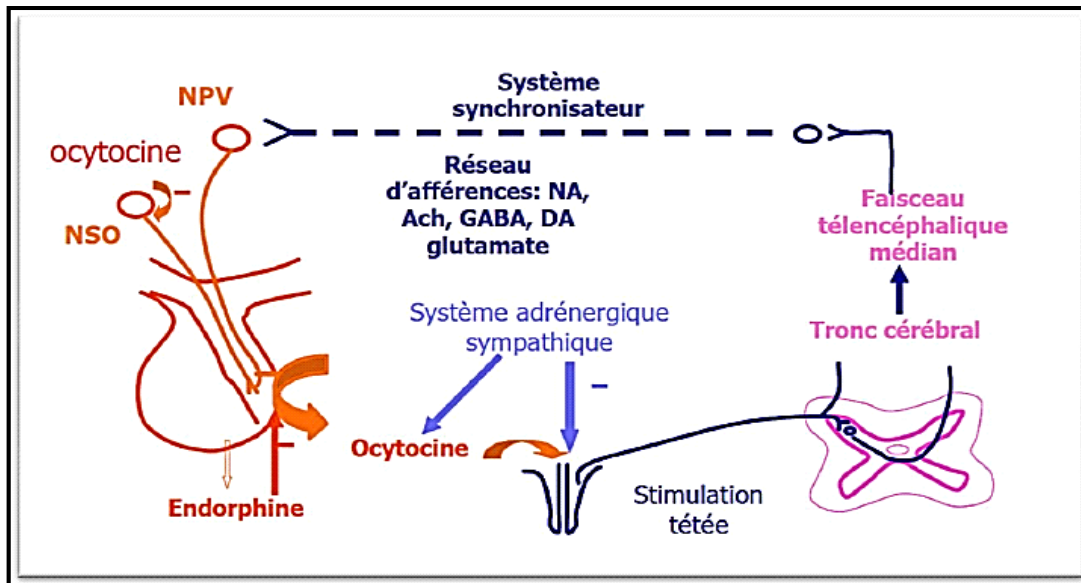 Système
synchronisateur
NPV
ocytocine
–
NSO
Réseau
d'afférences: NA,
Ach, GABA, DA
glutamate
Faisceau
télencéphalique
médian
Système adrénergique
sympathique
Tronc cérébral
–
–
Ocytocine
Endorphine
Stimulation
tétée